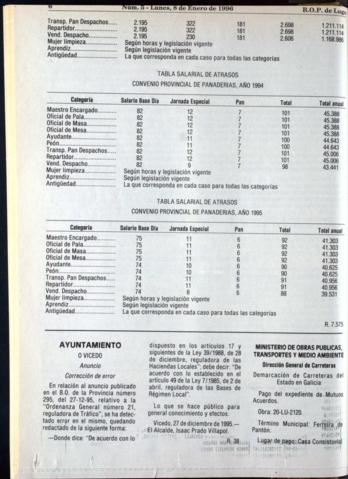 6 Núm. 5 - Lunes, 8 de Enero de 1996 B.O.P. de Lugo
Transp. Pan Despachos..... 2.195 322 181 2.698 1.211.114
Repartidor 2.195 322 181 2.698 1.211.114
Vend. Despacho 2.195 230 181 2.606 1.168.986
Mujer limpieza Según horas y legislación vigente
Aprendiz Según legislación vigente
Antigüedad La que corresponda en cada caso para todas las categorías
TABLA SALARIAL DE ATRASOS
CONVENIO PROVINCIAL DE PANADERIAS, AÑO 1994
Categoría Salario Base Día Jornada Especial Pan Total Total anual
Maestro Encargado 82 12 7 101 45.388
Oficial de Pala 82 12 7 101 45.388
Oficial de Masa 82 12 7 101 45.388
Oficial de Mesa 82 12 7 101 45.388
Ayudante 82 11 7 100 44.643
Peón 82 11 7 100 44.643
Transp. Pan Despachos..... 82 12 7 101 45.006
Repartidor 82 12 7 101 45.006
Vend. Despacho 82 9 7 98 43.441
Mujer limpieza Según horas y legislación vigente
Aprendiz Según legislación vigente
Antigüedad La que corresponda en cada caso para todas las categorías
TABLA SALARIAL DE ATRASOS
CONVENIO PROVINCIAL DE PANADERIAS, AÑO 1995
Categoría Salario Base Día Jornada Especial Pan Total Total anual
Maestro Encargado 75 11 6 92 41.303
Oficial de Pala 75 11 6 92 41.303
Oficial de Masa 75 11 6 92 41.303
Oficial de Mesa 75 11 6 92 41.303
Ayudante 74 10 6 90 40.625
Peón 74 10 6 90 40.625
Transp. Pan Despachos 74 11 6 91 40.956
Repartidor 74 11 6 91 40.956
Vend. Despacho 74 8 6 88 39.531
Mujer limpieza Según horas y legislación vigente
Aprendiz Según legislación vigente
Antigüedad La que corresponda en cada caso para todas las categorías
R. 7.575
AYUNTAMIENTO
O VICEDO
Anuncio
Corrección de error
En relación al anuncio publicado
en el B.O. de la Provincia número
295, del 27-12-95, relativo a la
"Ordenanza General número 21,
reguladora de Tráfico", se ha detec-
tado error en el mismo, quedando
redactado de la siguiente forma:
—Donde dice: "De acuerdo con lo
dispuesto en los artículos 17 y
siguientes de la Ley 39/1988, de 28
de diciembre, reguladora de las
Haciendas Locales"; debe decir: "De
acuerdo con lo establecido en el
artículo 49 de la Ley 7/1985, de 2 de
abril, reguladora de las Bases de
Régimen Local".
Lo que se hace público para
general conocimiento y efectos.
Vicedo, 27 de diciembre de 1995.—
El Alcalde, Isaac Prado Villapol.
R. 38
MINISTERIO DE OBRAS PUBLICAS,
TRANSPORTES Y MEDIO AMBIENTE
Dirección General de Carreteras
Demarcación de Carreteras del
Estado en Galicia
Pago del expediente de Mutuos
Acuerdos.
Obra: 20-LU-2120.
Término Municipal: Ferreira de
Pantón.
Lugar de pago: Casa Consistorial